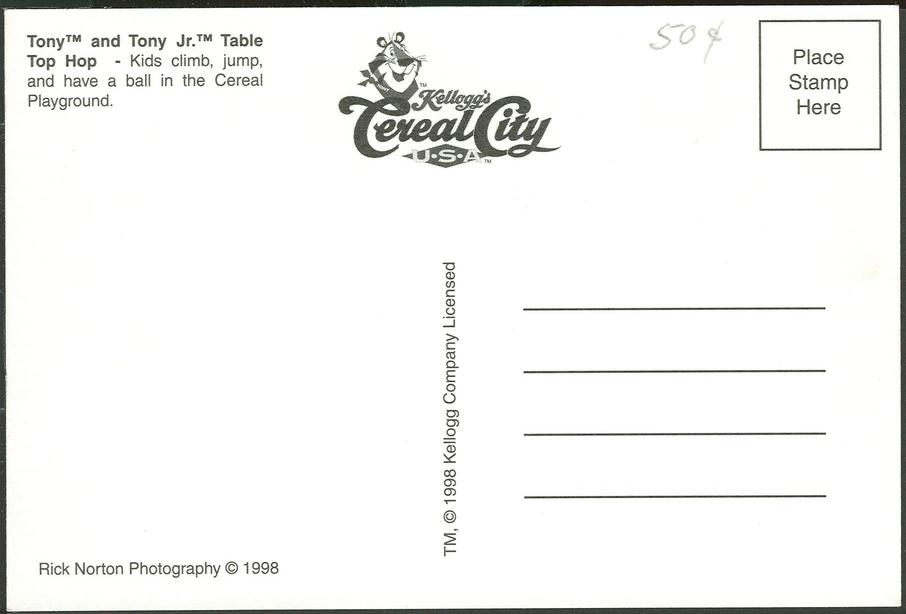 Tony™ and Tony Jr.™ Table
Top Hop - Kids climb, jump,
and have a ball in the Cereal
Playground.
Kellogg's
Cereal City
U·S·A™
50¢
Place
Stamp
Here
TM, © 1998 Kellogg Company Licensed
Rick Norton Photography © 1998